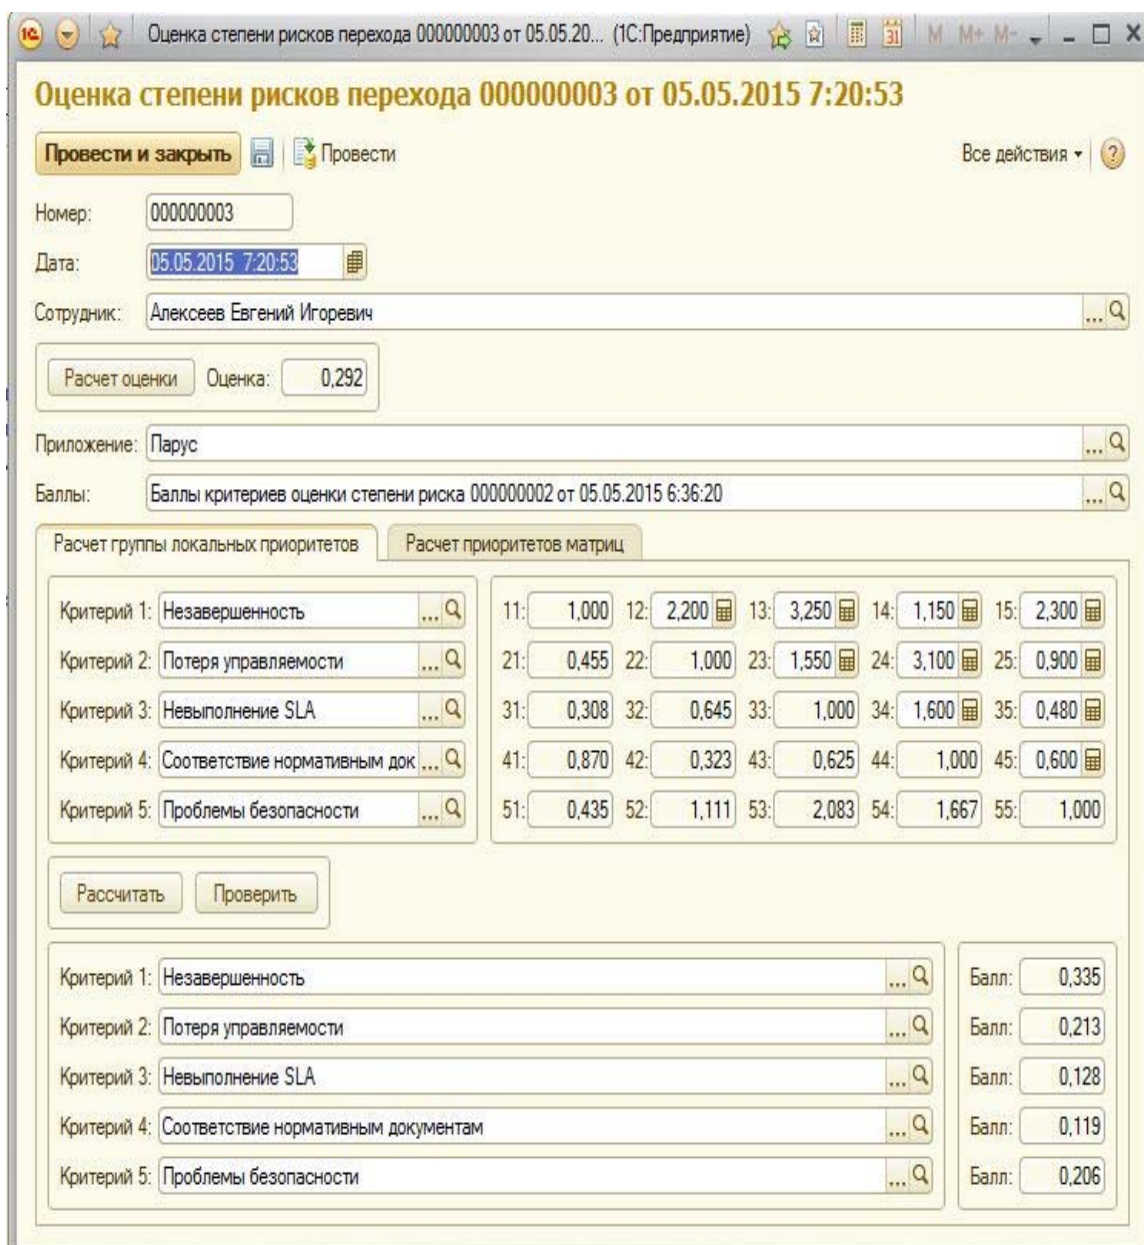 1С Оценка степени рисков перехода 000000003 от 05.05.20... (1С:Предприятие) 31 M M+ M-
Оценка степени рисков перехода 000000003 от 05.05.2015 7:20:53
Провести и закрыть Провести Все действия ?
Номер: 000000003
Дата: 05.05.2015 7:20:53
Сотрудник: Алексеев Евгений Игоревич ...
Расчет оценки Оценка: 0,292
Приложение: Парус ...
Баллы: Баллы критериев оценки степени риска 000000002 от 05.05.2015 6:36:20 ...
Расчет группы локальных приоритетов Расчет приоритетов матриц
Критерий 1: Незавершенность ... 11: 1,000 12: 2,200 13: 3,250 14: 1,150 15: 2,300
Критерий 2: Потеря управляемости ... 21: 0,455 22: 1,000 23: 1,550 24: 3,100 25: 0,900
Критерий 3: Невыполнение SLA ... 31: 0,308 32: 0,645 33: 1,000 34: 1,600 35: 0,480
Критерий 4: Соответствие нормативным док ... 41: 0,870 42: 0,323 43: 0,625 44: 1,000 45: 0,600
Критерий 5: Проблемы безопасности ... 51: 0,435 52: 1,111 53: 2,083 54: 1,667 55: 1,000
Рассчитать Проверить
Критерий 1: Незавершенность ... Балл: 0,335
Критерий 2: Потеря управляемости ... Балл: 0,213
Критерий 3: Невыполнение SLA ... Балл: 0,128
Критерий 4: Соответствие нормативным документам ... Балл: 0,119
Критерий 5: Проблемы безопасности ... Балл: 0,206